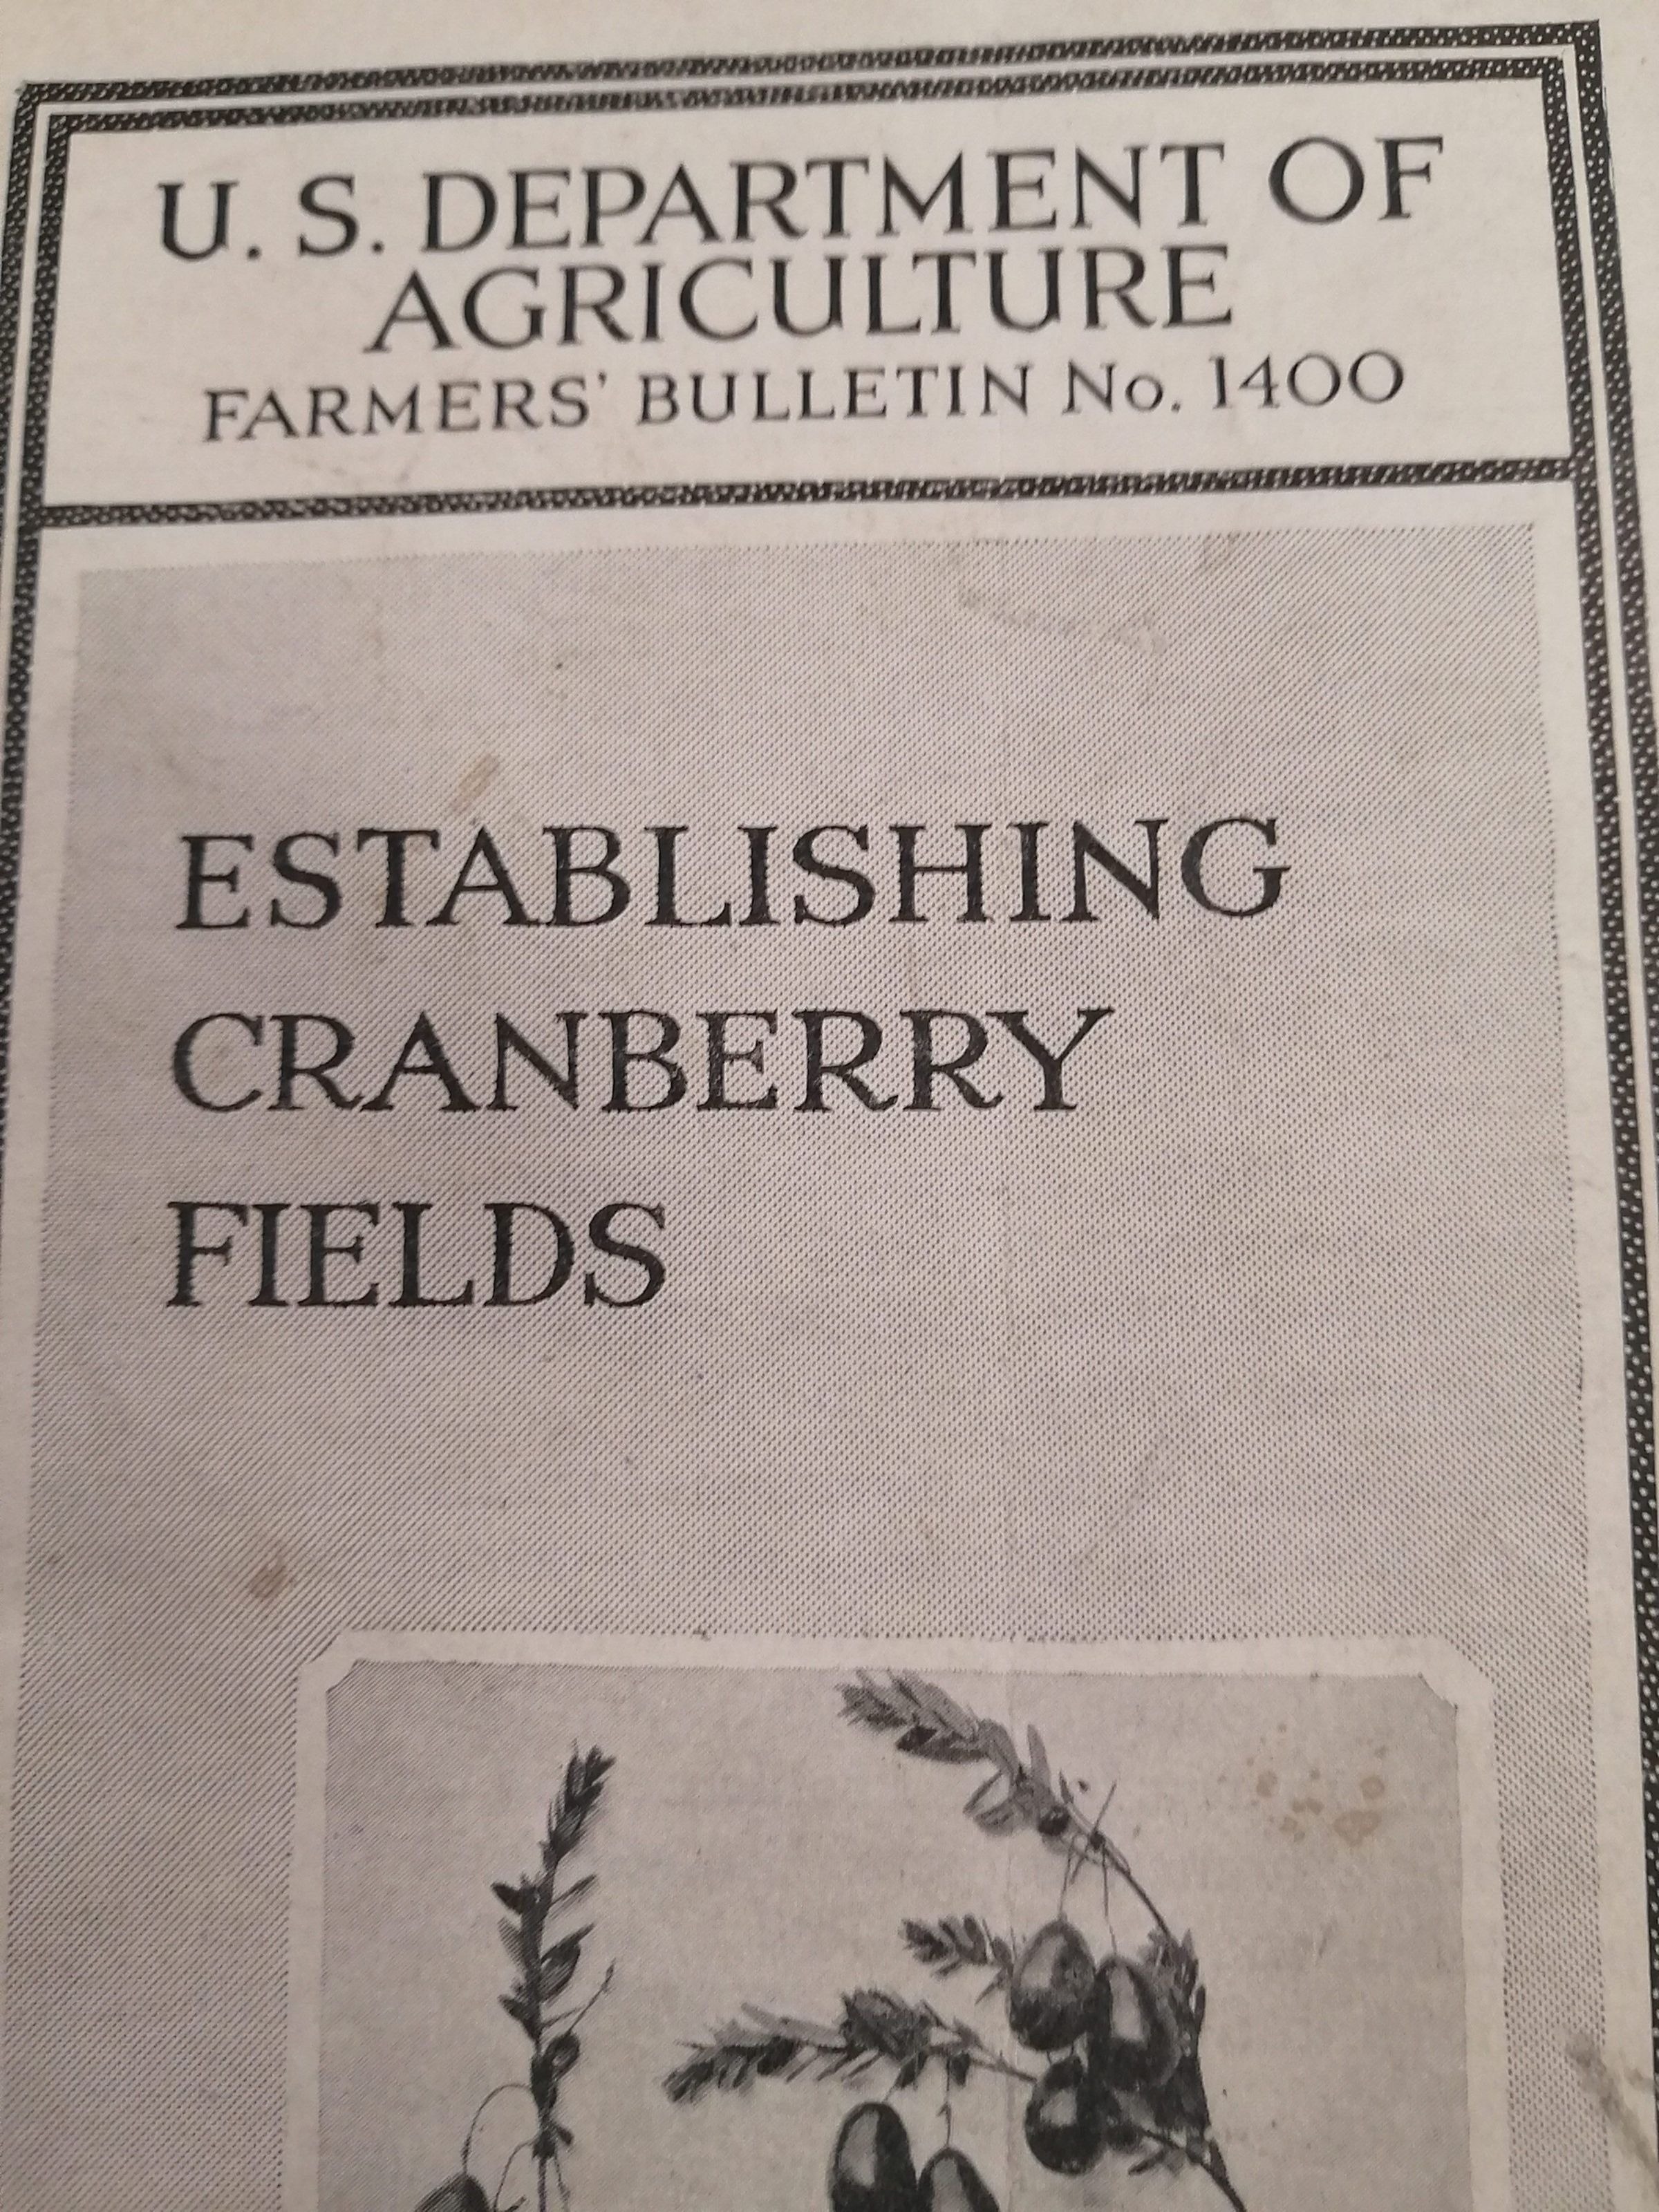 U. S. DEPARTMENT OF
AGRICULTURE
FARMERS' BULLETIN No. 1400
ESTABLISHING
CRANBERRY
FIELDS